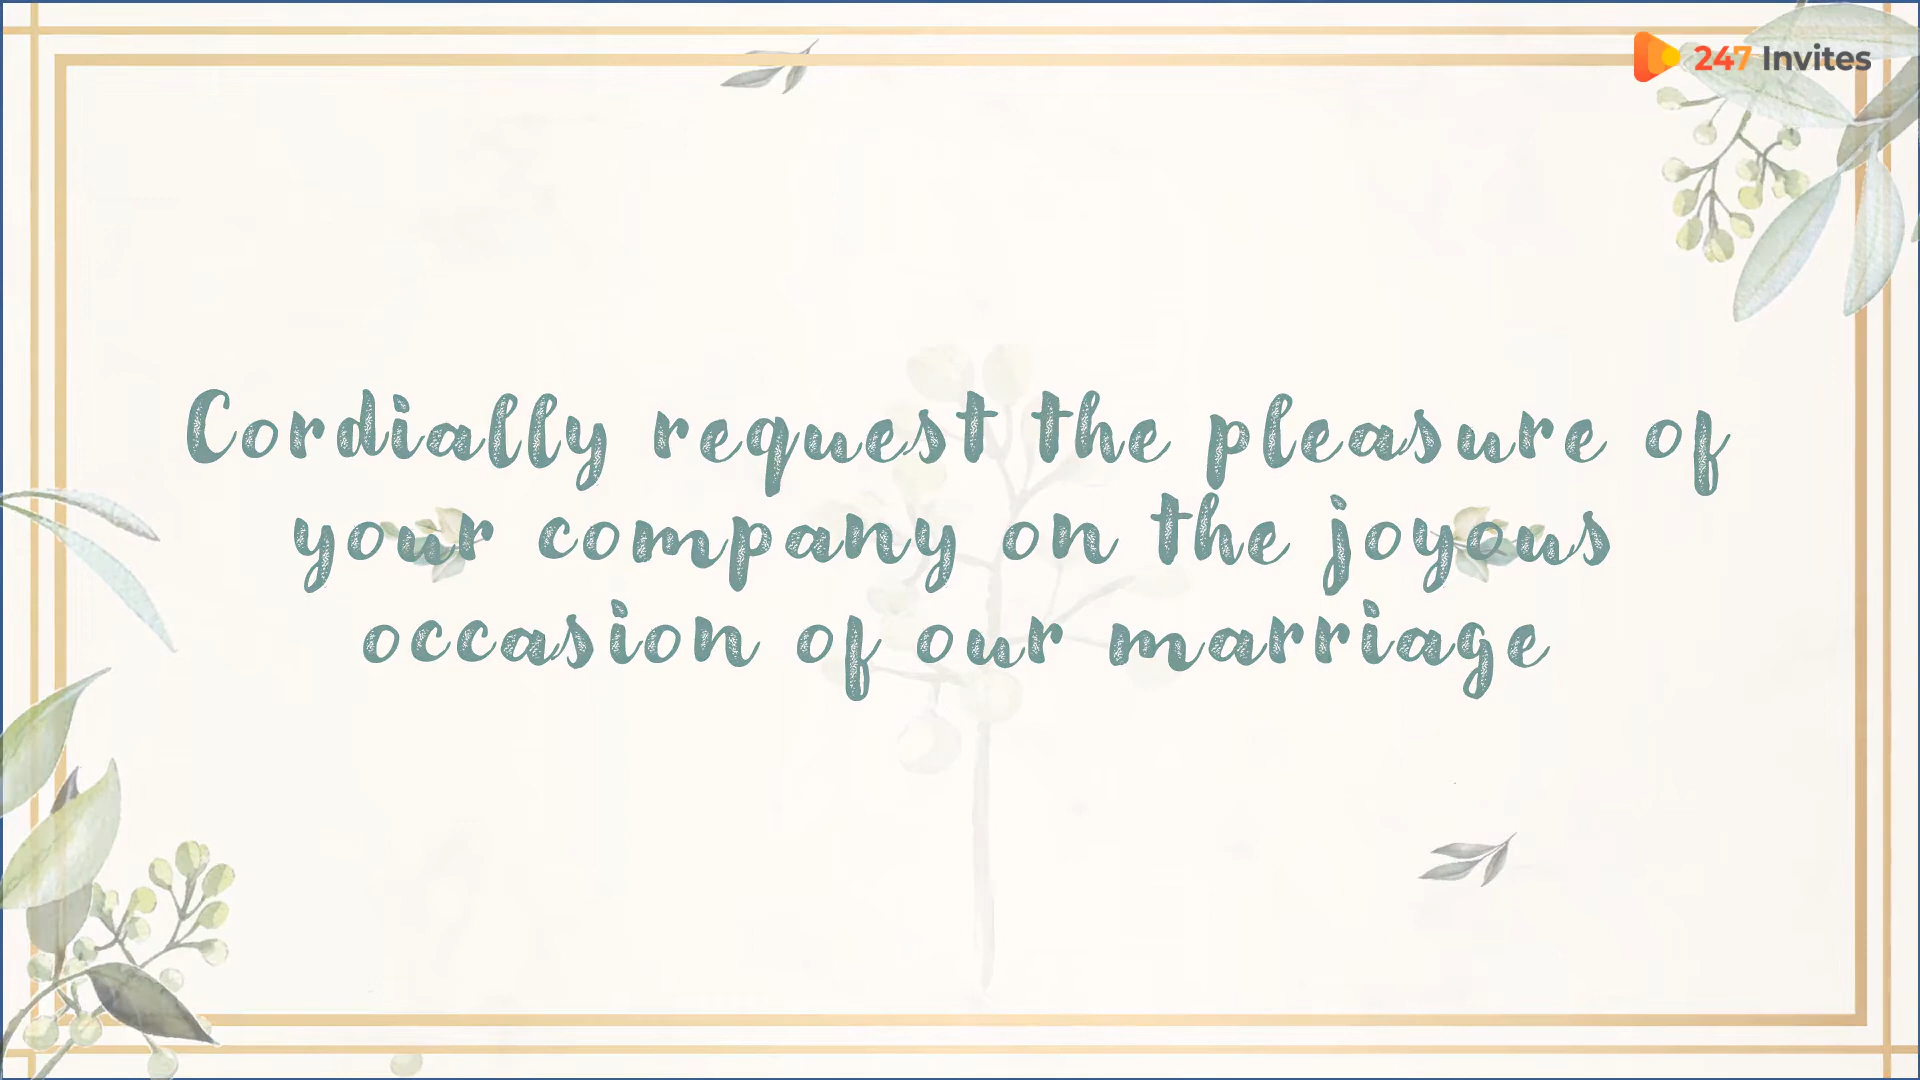 247 Invites
Cordially request the pleasure of
your company on the joyous
occasion of our marriage